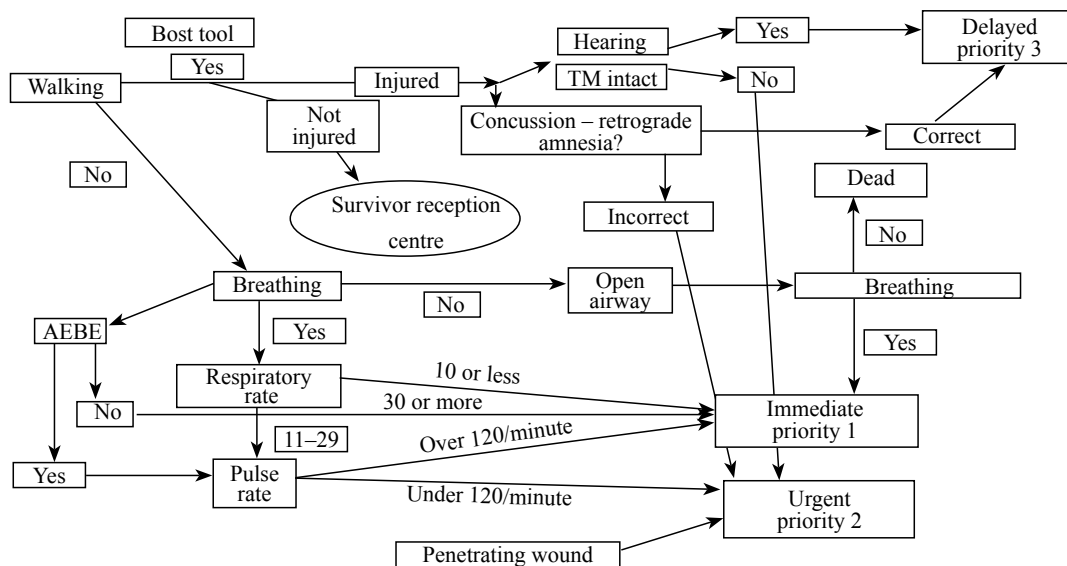 Bost tool
Yes
Walking
Injured
Hearing
TM intact
Yes
No
Delayed
priority 3
Not
injured
Concussion – retrograde
amnesia?
Correct
No
Survivor reception
centre
Incorrect
Dead
No
Breathing
No
Open
airway
Breathing
AEBE
Yes
Yes
Respiratory
rate
10 or less
No
30 or more
Immediate
priority 1
11–29
Over 120/minute
Yes
Pulse
rate
Under 120/minute
Urgent
priority 2
Penetrating wound